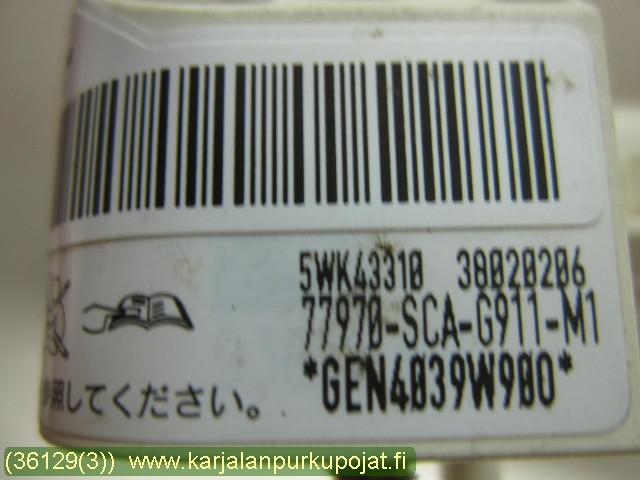 5WK43310 38020206
77970-SCA-G911-M1
*GEN4039W900*
参照してください。
(36129(3)) www.karjalanpurkupojat.fi